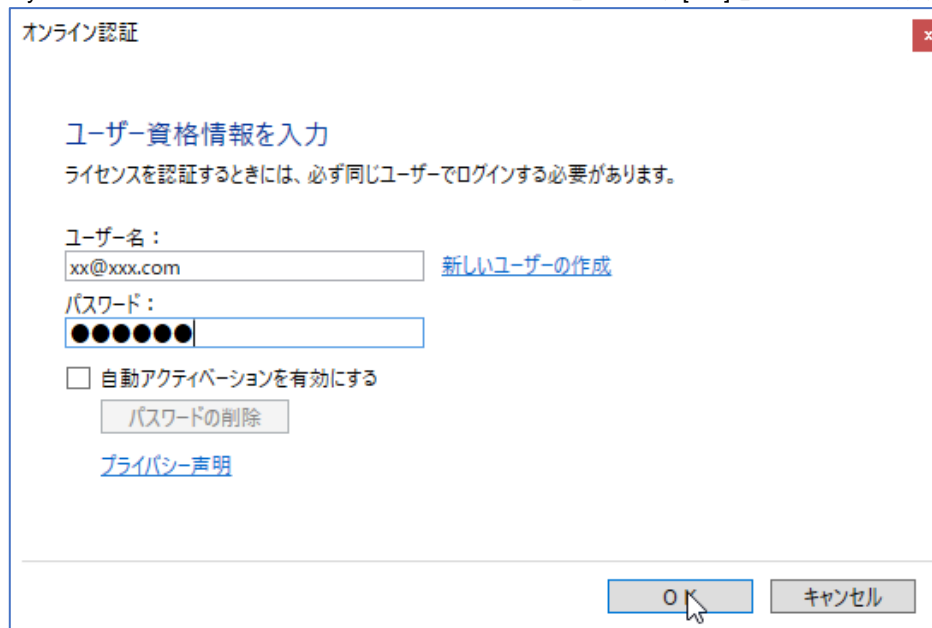 オンライン認証
x
ユーザー資格情報を入力
ライセンスを認証するときには、必ず同じユーザーでログインする必要があります。
ユーザー名：
xx@xxx.com 新しいユーザーの作成
パスワード：
●●●●●●
自動アクティベーションを有効にする
パスワードの削除
プライバシー声明
OK キャンセル